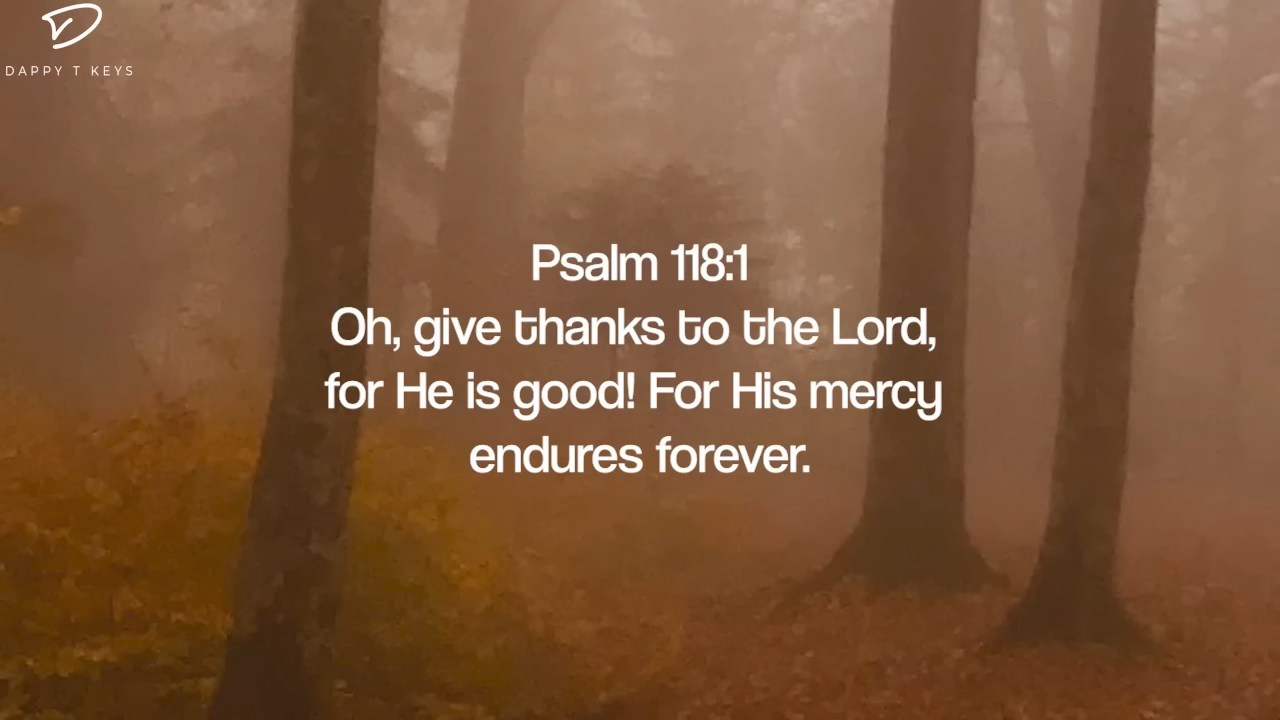 DAPPY T KEYS
Psalm 118:1
Oh, give thanks to the Lord,
for He is good! For His mercy
endures forever.